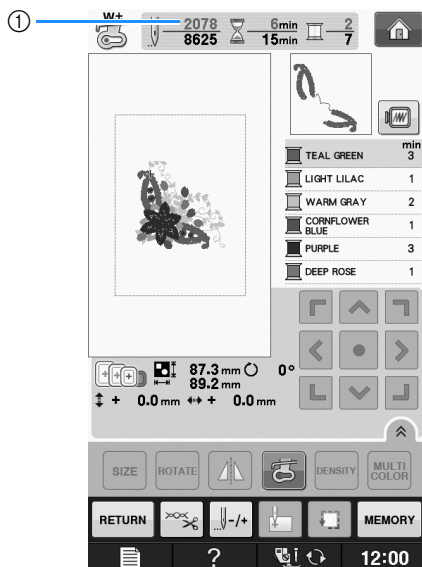 ①
W+
2078 6min 2
8625 15min 7
min
TEAL GREEN 3
LIGHT LILAC 1
WARM GRAY 2
CORNFLOWER
BLUE 1
PURPLE 3
DEEP ROSE 1
87.3 mm 0°
89.2 mm
+ 0.0 mm + 0.0 mm
SIZE ROTATE DENSITY MULTI
COLOR
RETURN -/+ MEMORY
? 12:00